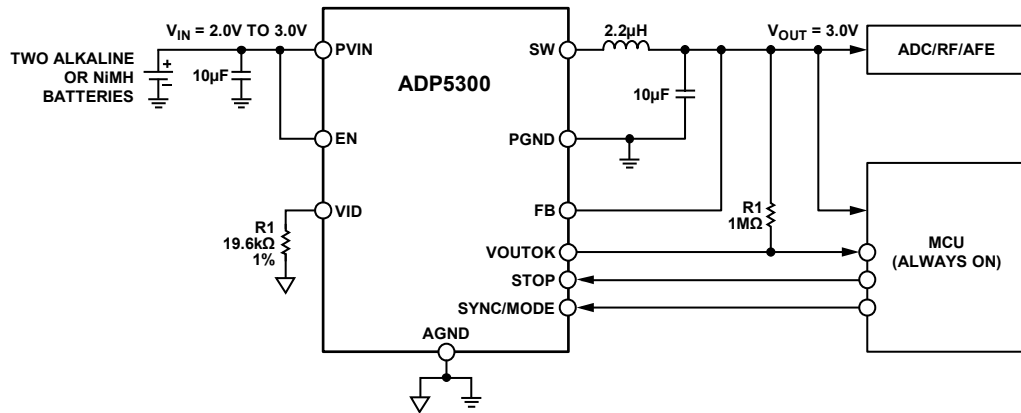 V_IN = 2.0V TO 3.0V
TWO ALKALINE
OR NiMH
BATTERIES
+
–
10µF
PVIN
EN
VID
R1
19.6kΩ
1%
ADP5300
AGND
SW
PGND
FB
VOUTOK
STOP
SYNC/MODE
2.2µH
10µF
V_OUT = 3.0V
R1
1MΩ
ADC/RF/AFE
MCU
(ALWAYS ON)